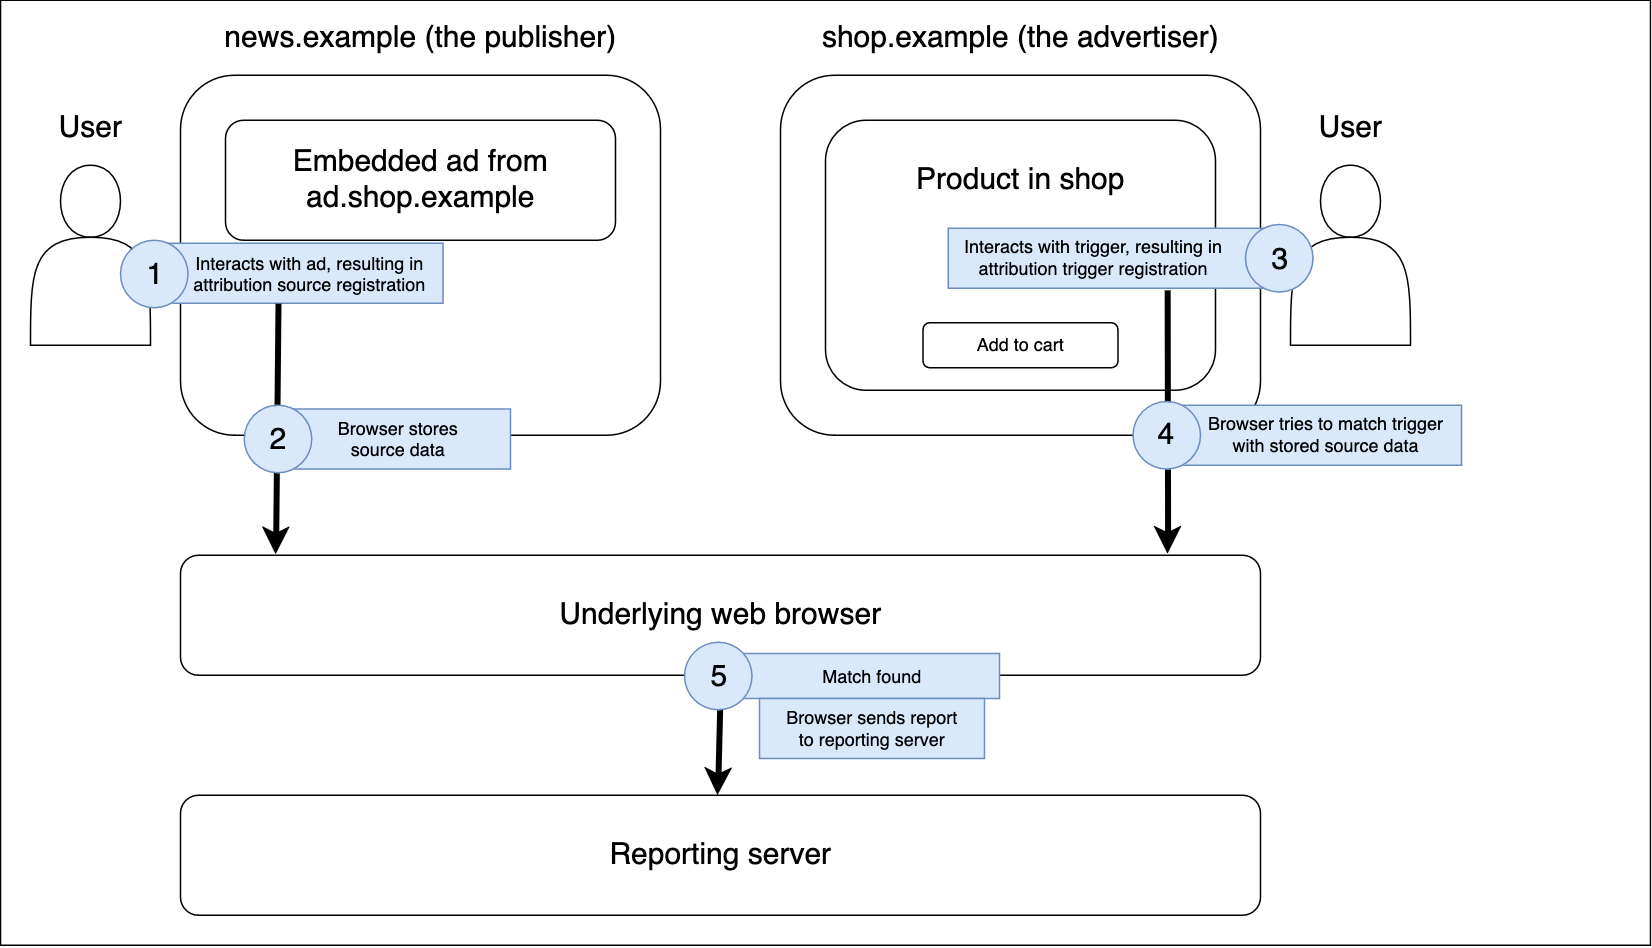 news.example (the publisher)
shop.example (the advertiser)
User
User
Embedded ad from
ad.shop.example
Product in shop
1
Interacts with ad, resulting in
attribution source registration
Interacts with trigger, resulting in
attribution trigger registration
3
Add to cart
2
Browser stores
source data
4
Browser tries to match trigger
with stored source data
Underlying web browser
5
Match found
Browser sends report
to reporting server
Reporting server